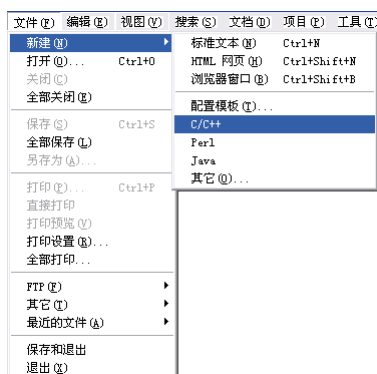 文件(F) 编辑(E) 视图(V) 搜索(S) 文档(D) 项目(P) 工具(T)
新建(N)
打开(O)... Ctrl+O
关闭(C)
全部关闭(E)
保存(S) Ctrl+S
全部保存(L)
另存为(A)...
打印(P)... Ctrl+P
直接打印
打印预览(V)
打印设置(R)...
全部打印...
FTP(F)
其它(T)
最近的文件(A)
保存和退出
退出(X)
标准文本(N) Ctrl+N
HTML 网页(H) Ctrl+Shift+N
浏览器窗口(B) Ctrl+Shift+B
配置模板(T)...
C/C++
Perl
Java
其它(O)...